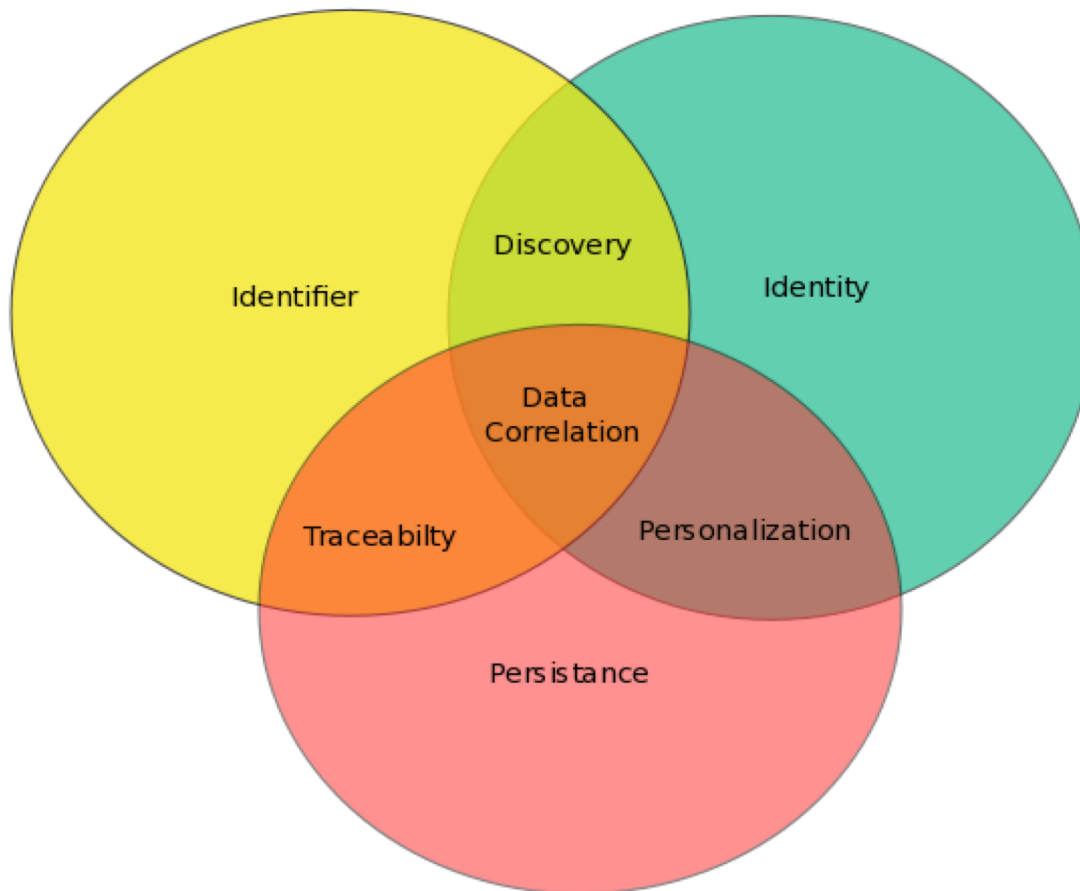 Discovery
Identifier
Identity
Data
Correlation
Traceabilty
Personalization
Persistance